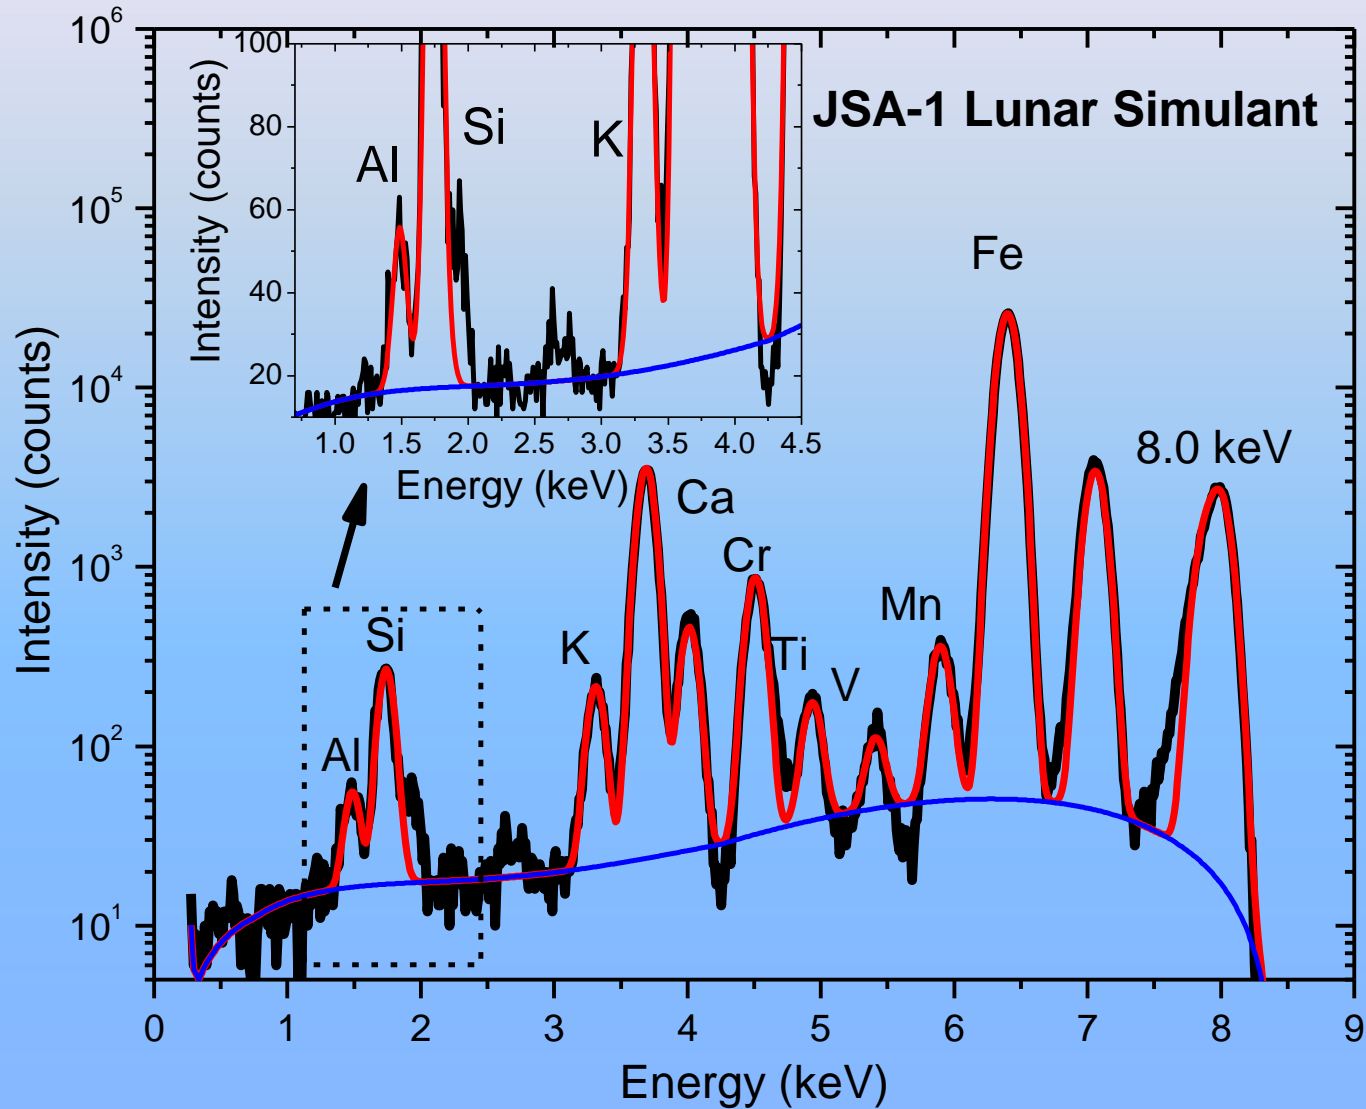 JSA-1 Lunar Simulant
Intensity (counts)
10^6
10^5
10^4
10^3
10^2
10^1
0 1 2 3 4 5 6 7 8 9
Energy (keV)
Intensity (counts)
100
80
60
40
20
1.0 1.5 2.0 2.5 3.0 3.5 4.0 4.5
Energy (keV)
Al
Si
K
Al
Si
K
Ca
Cr
Ti
V
Mn
Fe
8.0 keV